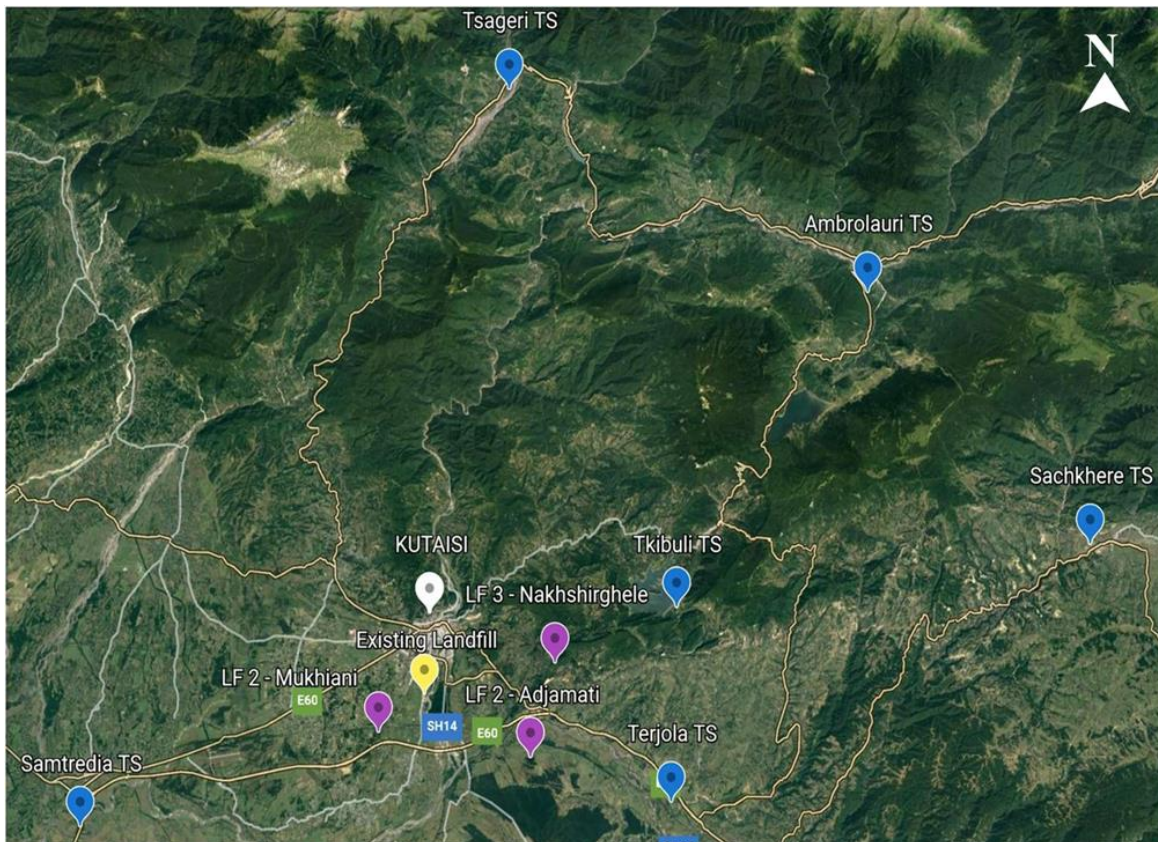 Tsageri TS
N
Ambrolauri TS
Sachkhere TS
KUTAISI
Tkibuli TS
LF 3 - Nakhshirghele
Existing Landfill
LF 2 - Mukhiani
LF 2 - Adjamati
E60
SH14
E60
Terjola TS
Samtredia TS